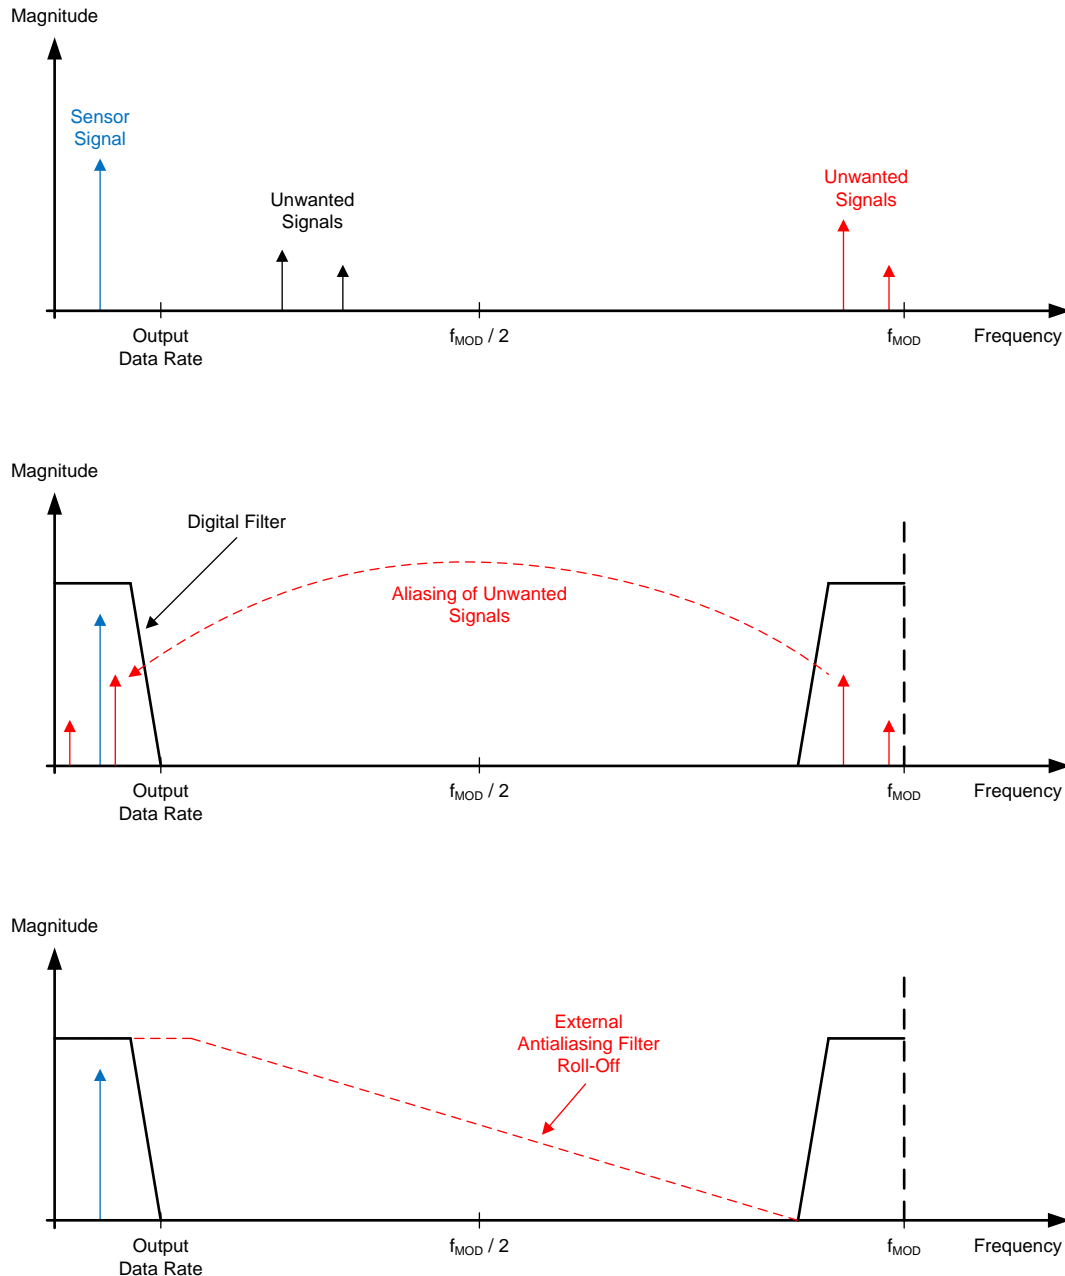 Magnitude
Sensor
Signal
Unwanted
Signals
Unwanted
Signals
Output
Data Rate
fMOD / 2
fMOD
Frequency
Magnitude
Digital Filter
Aliasing of Unwanted
Signals
Output
Data Rate
fMOD / 2
fMOD
Frequency
Magnitude
External
Antialiasing Filter
Roll-Off
Output
Data Rate
fMOD / 2
fMOD
Frequency